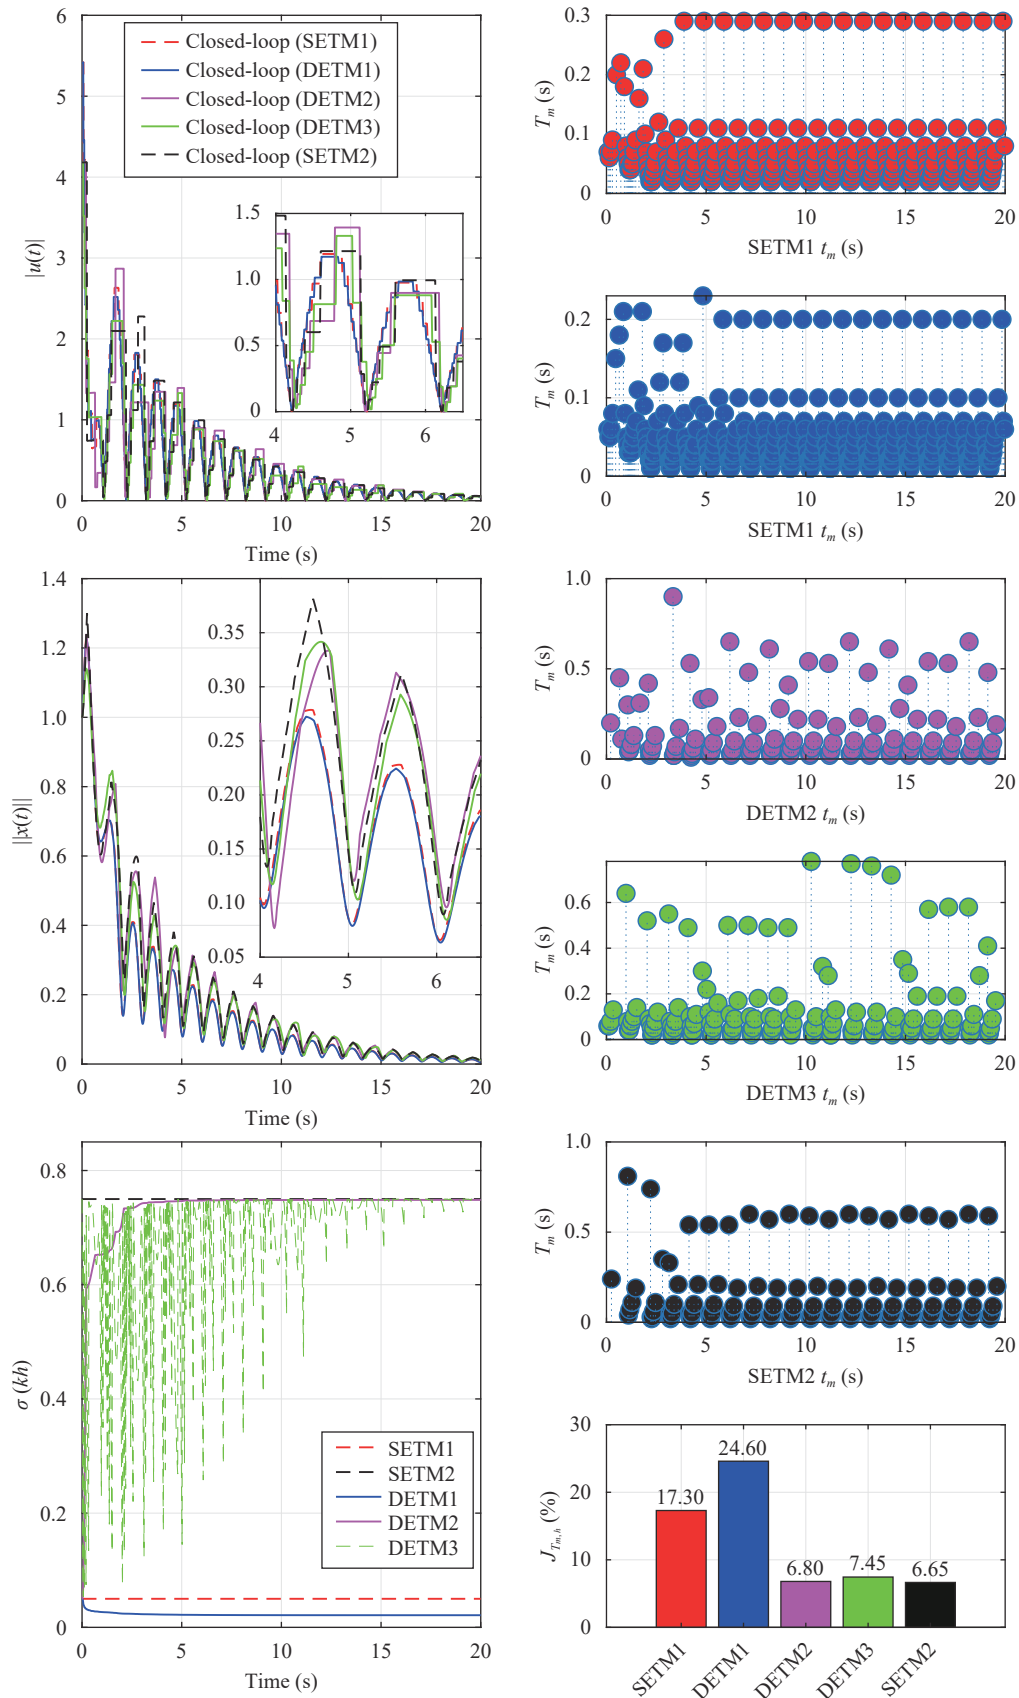 6
5
4
3
2
1
0
|u(t)|
Closed-loop (SETM1)
Closed-loop (DETM1)
Closed-loop (DETM2)
Closed-loop (DETM3)
Closed-loop (SETM2)
1.5
1.0
0.5
0
4 5 6
0 5 10 15 20
Time (s)
0.3
0.2
0.1
0
T_m (s)
0 5 10 15 20
SETM1 t_m (s)
0.2
0.1
0
T_m (s)
0 5 10 15 20
SETM1 t_m (s)
1.4
1.2
1.0
0.8
0.6
0.4
0.2
0
||x(t)||
0.35
0.30
0.25
0.20
0.15
0.10
0.05
4 5 6
0 5 10 15 20
Time (s)
1.0
0.5
0
T_m (s)
0 5 10 15 20
DETM2 t_m (s)
0.6
0.4
0.2
0
T_m (s)
0 5 10 15 20
DETM3 t_m (s)
0.8
0.6
0.4
0.2
0
σ (kh)
SETM1
SETM2
DETM1
DETM2
DETM3
0 5 10 15 20
Time (s)
1.0
0.5
0
T_m (s)
0 5 10 15 20
SETM2 t_m (s)
30
20
10
0
J_{T_m,h} (%)
17.30
24.60
6.80
7.45
6.65
SETM1
DETM1
DETM2
DETM3
SETM2